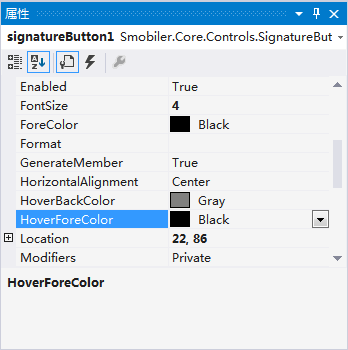 属性
signatureButton1 Smobiler.Core.Controls.SignatureBut
Enabled True
FontSize 4
ForeColor Black
Format
GenerateMember True
HorizontalAlignment Center
HoverBackColor Gray
HoverForeColor Black
Location 22, 86
Modifiers Private
HoverForeColor